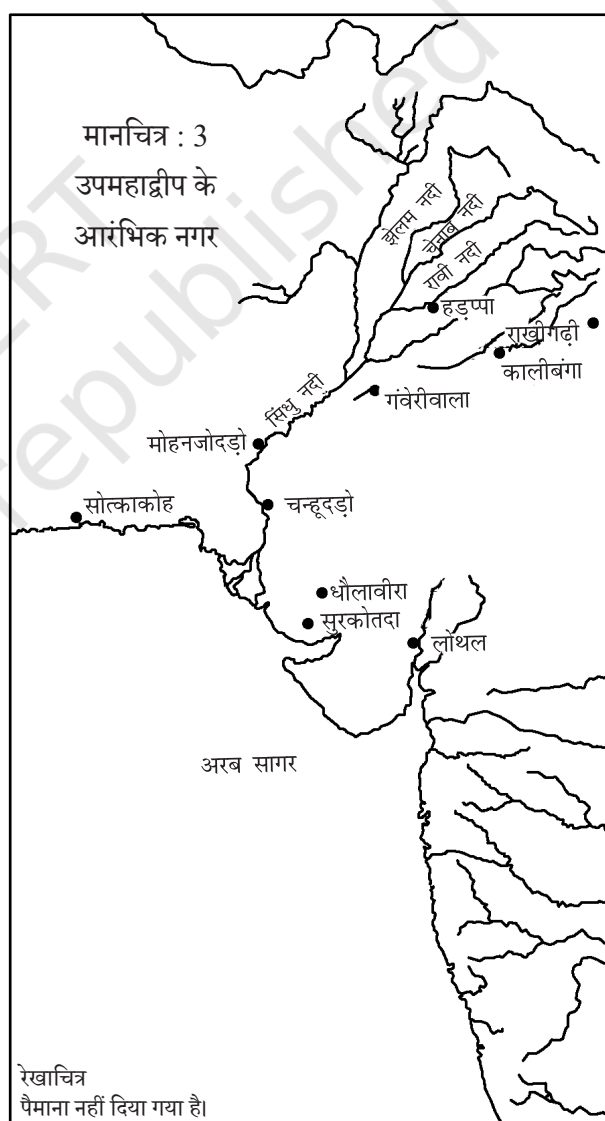 मानचित्र : 3
उपमहाद्वीप के
आरंभिक नगर
झेलम नदी
चेनाब नदी
रावी नदी
हड़प्पा
राखीगढ़ी
कालीबंगा
गंवेरीवाला
सिंधु नदी
मोहनजोदड़ो
सोत्काकोह
चन्हूदड़ो
धौलावीरा
सुरकोतदा
लोथल
अरब सागर
रेखाचित्र
पैमाना नहीं दिया गया है।
republished